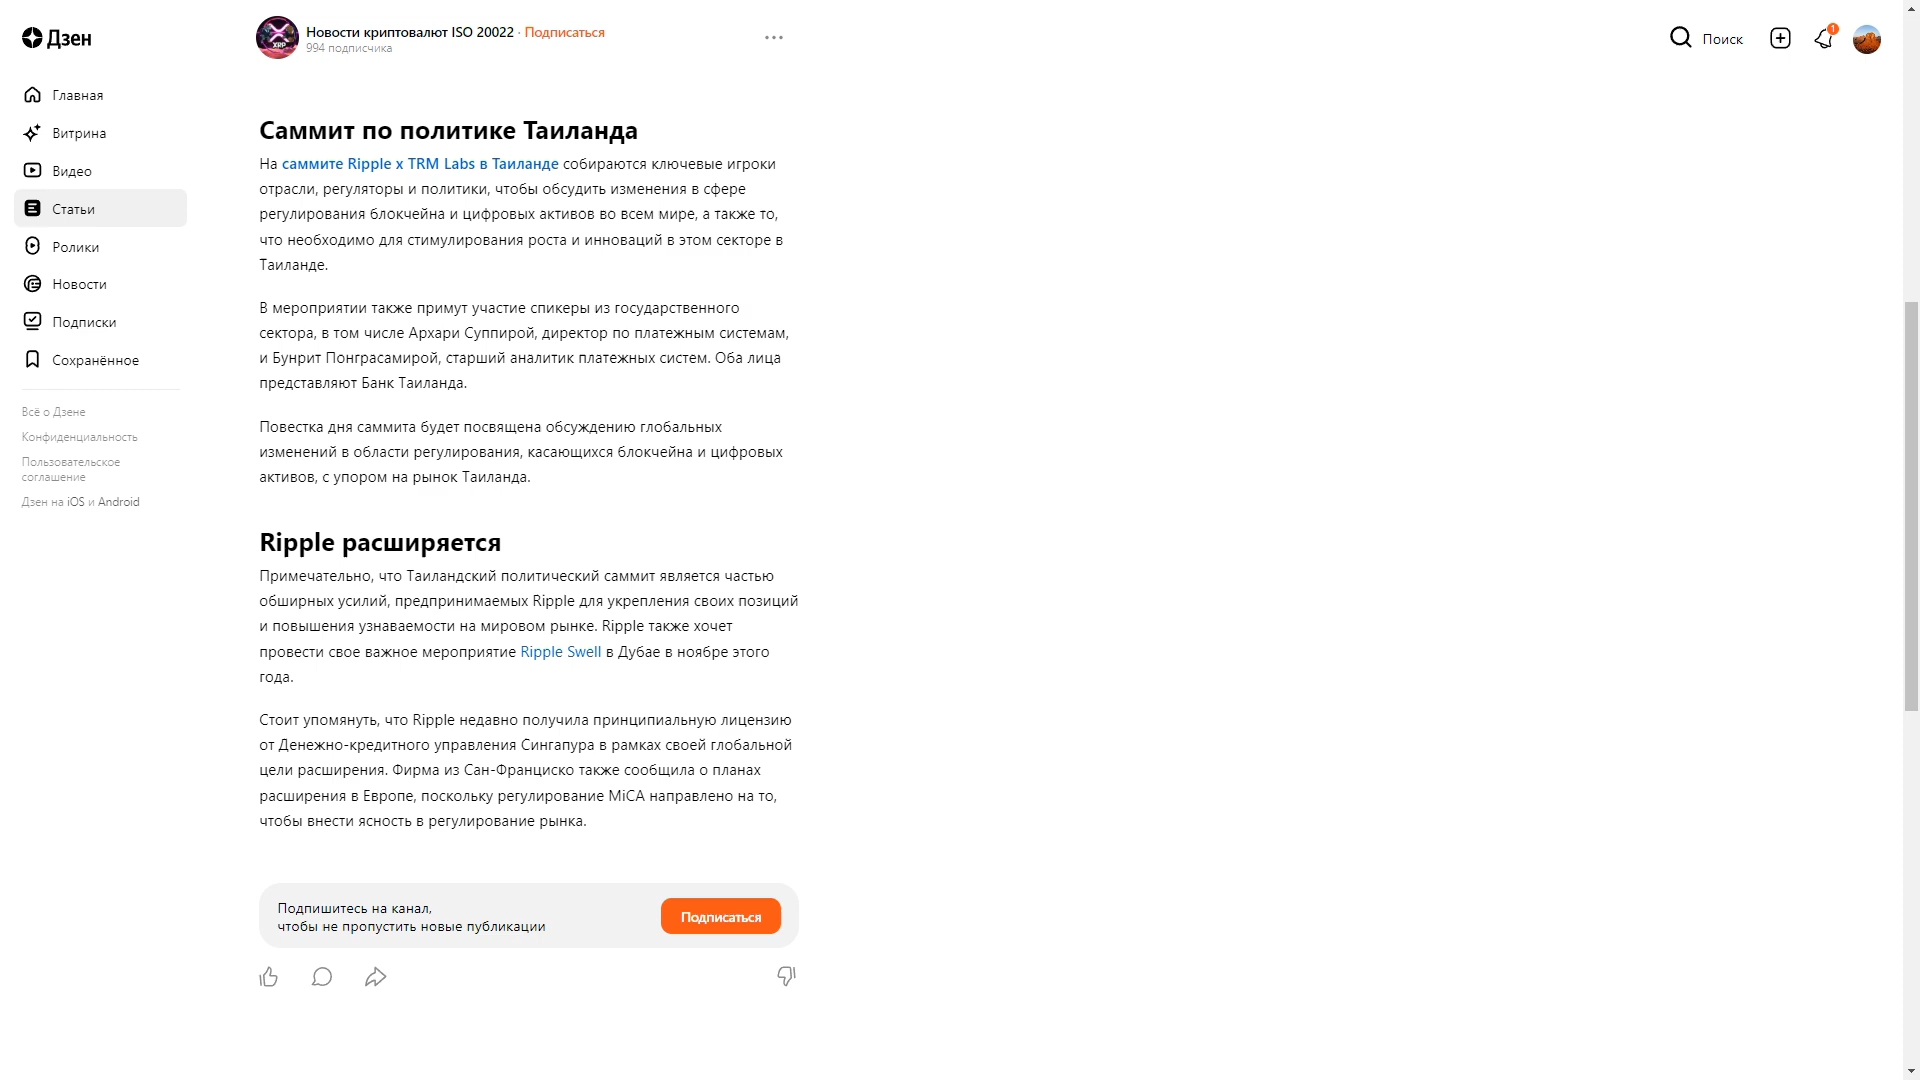 Дзен
Новости криптовалют ISO 20022 · Подписаться
994 подписчика
Поиск
1
XRP
Главная
Витрина
Видео
Статьи
Ролики
Новости
Подписки
Сохранённое
Всё о Дзене
Конфиденциальность
Пользовательское
соглашение
Дзен на iOS и Android
Саммит по политике Таиланда
На саммите Ripple x TRM Labs в Таиланде собираются ключевые игроки
отрасли, регуляторы и политики, чтобы обсудить изменения в сфере
регулирования блокчейна и цифровых активов во всем мире, а также то,
что необходимо для стимулирования роста и инноваций в этом секторе в
Таиланде.
В мероприятии также примут участие спикеры из государственного
сектора, в том числе Архари Суппирой, директор по платежным системам,
и Бунрит Понграсамирой, старший аналитик платежных систем. Оба лица
представляют Банк Таиланда.
Повестка дня саммита будет посвящена обсуждению глобальных
изменений в области регулирования, касающихся блокчейна и цифровых
активов, с упором на рынок Таиланда.
Ripple расширяется
Примечательно, что Таиландский политический саммит является частью
обширных усилий, предпринимаемых Ripple для укрепления своих позиций
и повышения узнаваемости на мировом рынке. Ripple также хочет
провести свое важное мероприятие Ripple Swell в Дубае в ноябре этого
года.
Стоит упомянуть, что Ripple недавно получила принципиальную лицензию
от Денежно-кредитного управления Сингапура в рамках своей глобальной
цели расширения. Фирма из Сан-Франциско также сообщила о планах
расширения в Европе, поскольку регулирование MiCA направлено на то,
чтобы внести ясность в регулирование рынка.
Подпишитесь на канал,
чтобы не пропустить новые публикации
Подписаться